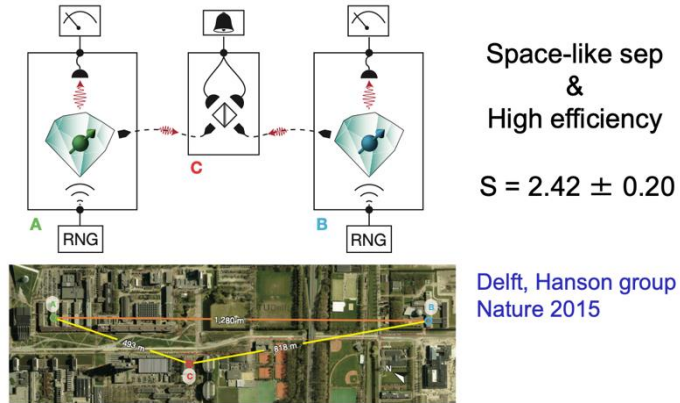 Space-like sep
&
High efficiency
S = 2.42 ± 0.20
C
A
B
RNG
RNG
Delft, Hanson group
Nature 2015
A
B
1,280 m
493 m
818 m
C
N